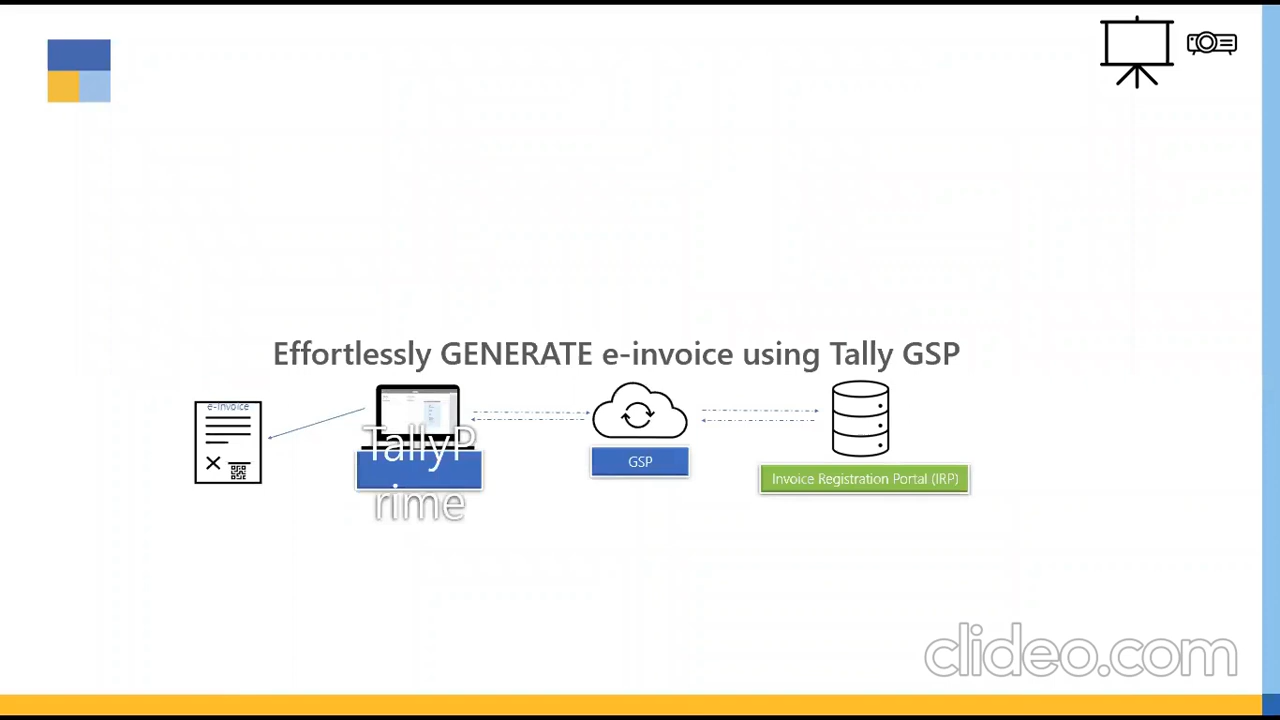 Effortlessly GENERATE e-invoice using Tally GSP
e-invoice
TallyP
rime
GSP
Invoice Registration Portal (IRP)
clideo.com